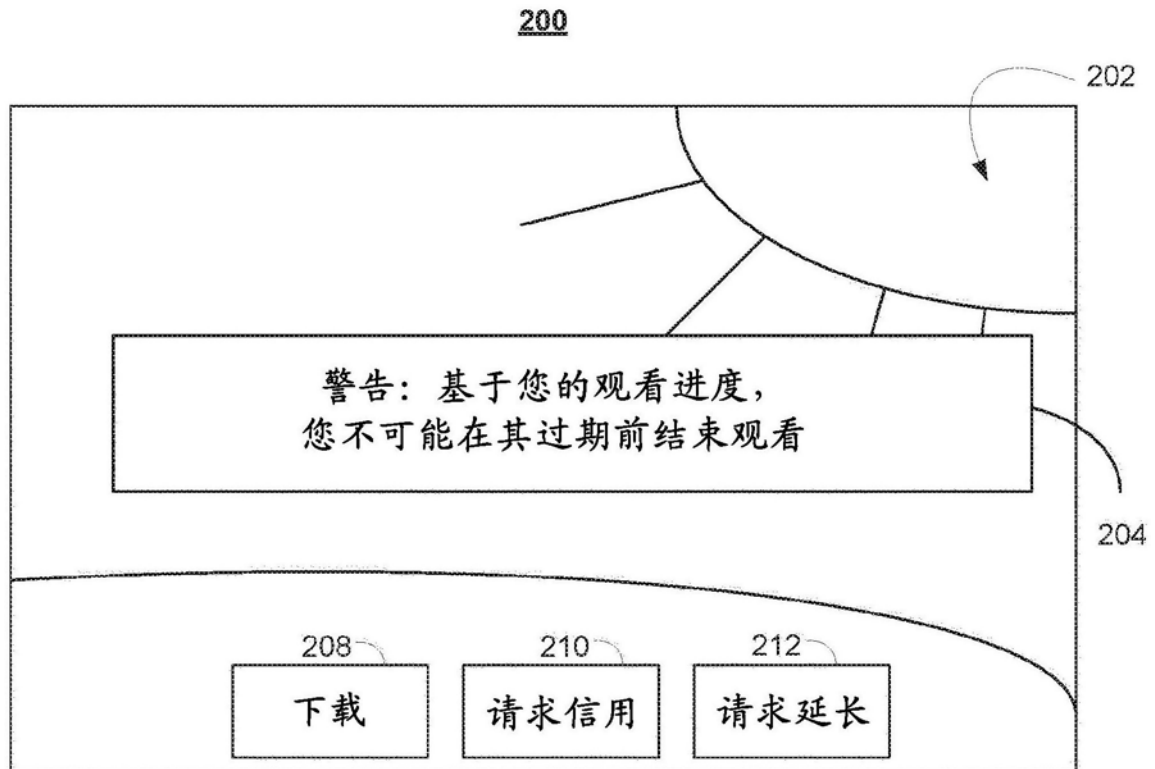 200
202
警告：基于您的观看进度，
您不可能在其过期前结束观看
204
208
210
212
下载
请求信用
请求延长